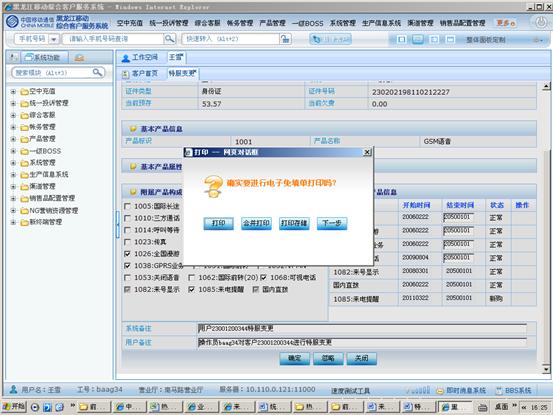 黑龙江移动综合客户服务系统 - Windows Internet Explorer
中国移动通信 CHINA MOBILE 黑龙江移动 综合客户服务系统
空中充值 统一投诉管理 综合客服 帐务管理 产品管理 一级BOSS 系统管理 生产信息系统 渠道管理 销售品配置管理 更多
手机号码 请输入手机号码查询 快速转入(Alt+2) 整体面板定制
系统功能 工作空间 王雪
搜索模块 (Alt+3) 客户首页 特服变更
空中充值
统一投诉管理
综合客服
帐务管理
产品管理
一级BOSS
系统管理
生产信息系统
渠道管理
销售品配置管理
NG营销资源管理
新终端管理
证件类型 身份证 证件号码 230202198110212227
当前预存 53.57 当前欠费 0.00
基本产品信息
产品标识 1001 产品名称 GSM语音
基本产品属性
附属产品构成 产品信息
打印 -- 网页对话框
确实要进行电子免填单打印吗?
打印 合并打印 打印存储 下一步
1005:国际长途
1010:三方通话
1014:呼叫等待
1023:传真
1026:全国漫游
1038:GPRS业务
1053:关闭语音 1062:国际前转(20) 1068:可视电话
1082:来号显示 1085:来电提醒 国内直拨
开始时间 结束时间 状态 操作
20060222 20500101 正常
20060222 20500101 正常
20060222 20500101 正常
20090804 20500101 正常
1082:来号显示 20080301 20500101 正常
国内直拨 20060222 20500101 正常
1085:来电提醒 20110322 20500101 新购
系统备注 用户23001200344特服变更
用户备注 操作员baag34对客户23001200344进行特服变更
确定 忽略 关闭
用户名:王雪 工号:baag34 营业厅:南马路营业厅 服务器:10.110.0.121:11000 速度测试工具 即时消息系统 BBS系统
开始 桌面 16:25